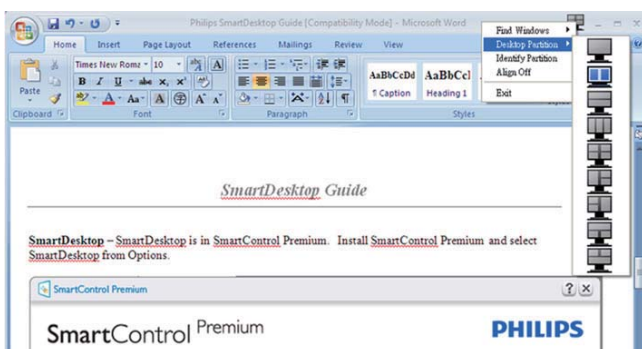 Philips SmartDesktop Guide [Compatibility Mode] - Microsoft Word
Find Windows
Desktop Partition
Identify Partition
Align Off
Exit
Home Insert Page Layout References Mailings Review View
Paste
Times New Roma 10
B I U abc x, x²
Aa A A
AaBbCcDd AaBbCcl
¶ Caption Heading 1
Clipboard Font Paragraph Styles
SmartDesktop Guide
SmartDesktop – SmartDesktop is in SmartControl Premium. Install SmartControl Premium and select
SmartDesktop from Options.
SmartControl Premium
SmartControl Premium
PHILIPS